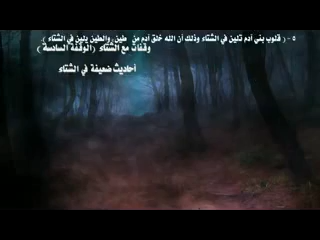 ٥ - ( قلوب بني آدم تلين في الشتاء وذلك أن الله خلق آدم من طين والطين يلين في الشتاء ).
وقفات مع الشتاء (الوقفة السادسة )
أحاديث ضعيفة في الشتاء